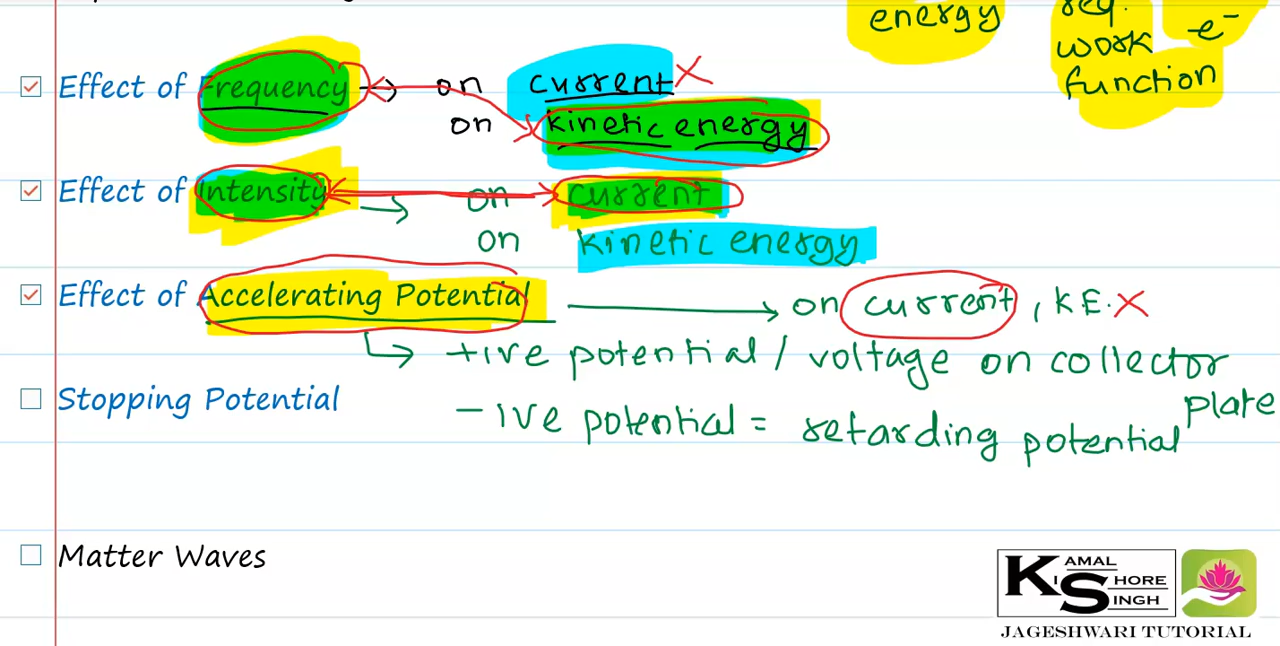 energy
req.
work
function
e⁻
Effect of Frequency → on current ×
on kinetic energy
Effect of Intensity → on current
on kinetic energy
Effect of Accelerating Potential → on current, K.E. ×
↳ +ive potential / voltage on collector
plate
Stopping Potential
-ive potential = retarding potential
Matter Waves
KAMAL
KISHORE
SINGH
JAGESHWARI TUTORIAL